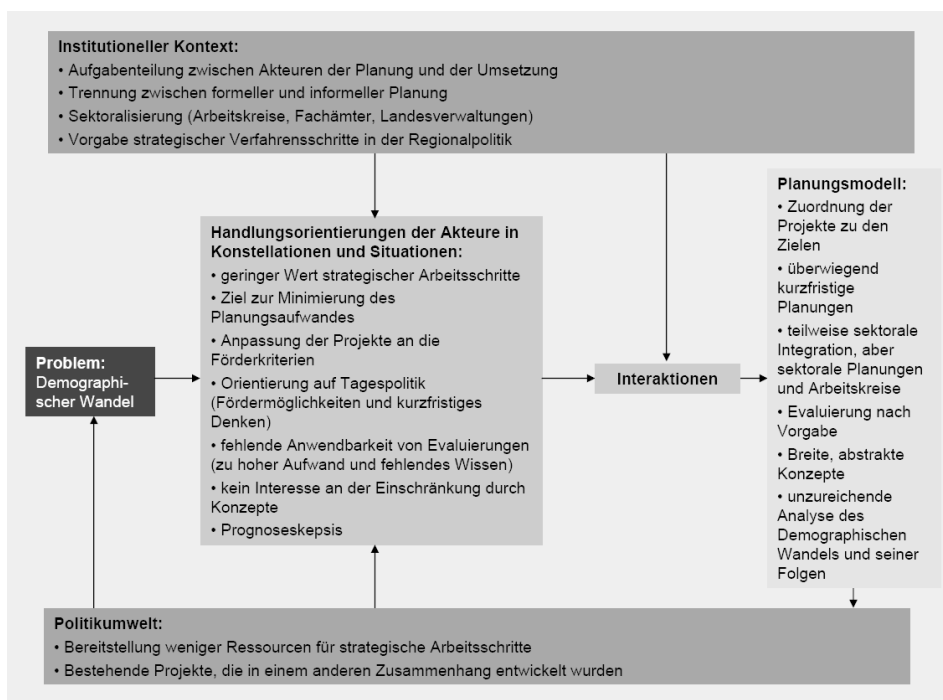 Institutioneller Kontext:
• Aufgabenteilung zwischen Akteuren der Planung und der Umsetzung
• Trennung zwischen formeller und informeller Planung
• Sektoralisierung (Arbeitskreise, Fachämter, Landesverwaltungen)
• Vorgabe strategischer Verfahrensschritte in der Regionalpolitik
Problem:
Demographi-
scher Wandel
Handlungsorientierungen der Akteure in
Konstellationen und Situationen:
• geringer Wert strategischer Arbeitsschritte
• Ziel zur Minimierung des
Planungsaufwandes
• Anpassung der Projekte an die
Förderkriterien
• Orientierung auf Tagespolitik
(Fördermöglichkeiten und kurzfristiges
Denken)
• fehlende Anwendbarkeit von Evaluierungen
(zu hoher Aufwand und fehlendes Wissen)
• kein Interesse an der Einschränkung durch
Konzepte
• Prognoseskepsis
Interaktionen
Planungsmodell:
• Zuordnung der
Projekte zu den
Zielen
• überwiegend
kurzfristige
Planungen
• teilweise sektorale
Integration, aber
sektorale Planungen
und Arbeitskreise
• Evaluierung nach
Vorgabe
• Breite, abstrakte
Konzepte
• unzureichende
Analyse des
Demographischen
Wandels und seiner
Folgen
Politikumwelt:
• Bereitstellung weniger Ressourcen für strategische Arbeitsschritte
• Bestehende Projekte, die in einem anderen Zusammenhang entwickelt wurden